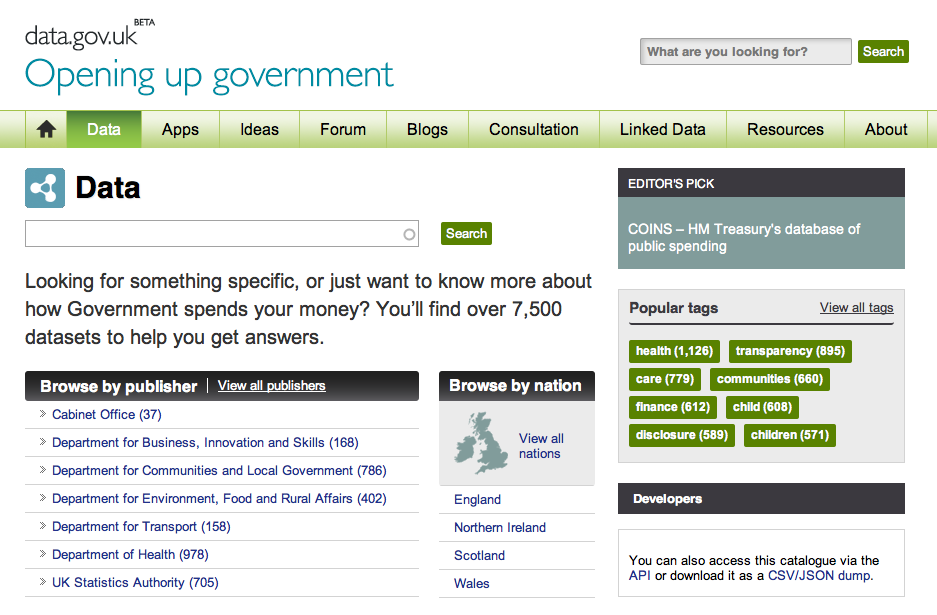 data.gov.uk BETA
Opening up government
What are you looking for?
Search
Data
Apps
Ideas
Forum
Blogs
Consultation
Linked Data
Resources
About
Data
Search
Looking for something specific, or just want to know more about
how Government spends your money? You'll find over 7,500
datasets to help you get answers.
Browse by publisher | View all publishers
Cabinet Office (37)
Department for Business, Innovation and Skills (168)
Department for Communities and Local Government (786)
Department for Environment, Food and Rural Affairs (402)
Department for Transport (158)
Department of Health (978)
UK Statistics Authority (705)
Browse by nation
View all
nations
England
Northern Ireland
Scotland
Wales
EDITOR'S PICK
COINS – HM Treasury's database of
public spending
Popular tags
View all tags
health (1,126)
transparency (895)
care (779)
communities (660)
finance (612)
child (608)
disclosure (589)
children (571)
Developers
You can also access this catalogue via the
API or download it as a CSV/JSON dump.